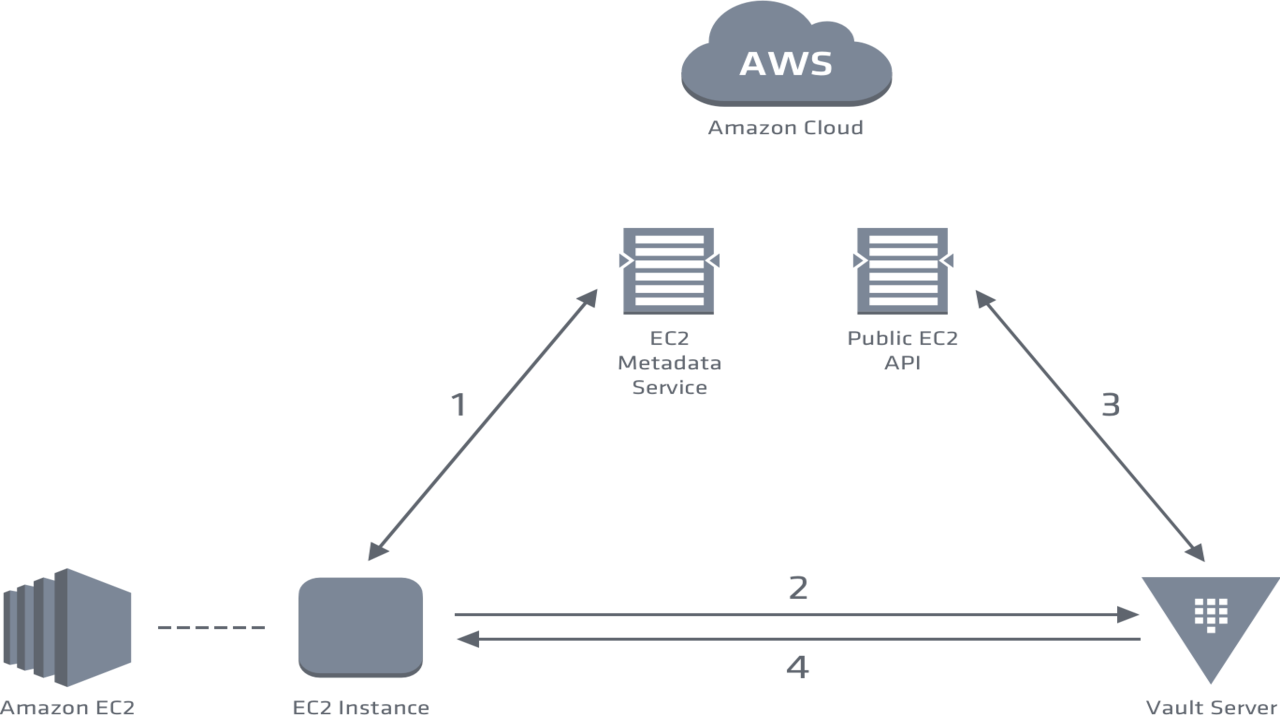 AWS
Amazon Cloud
EC2
Metadata
Service
Public EC2
API
1
3
2
4
Amazon EC2
EC2 Instance
Vault Server